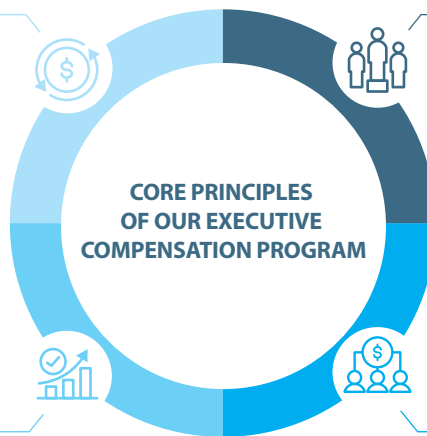 $
CORE PRINCIPLES
OF OUR EXECUTIVE
COMPENSATION PROGRAM
$